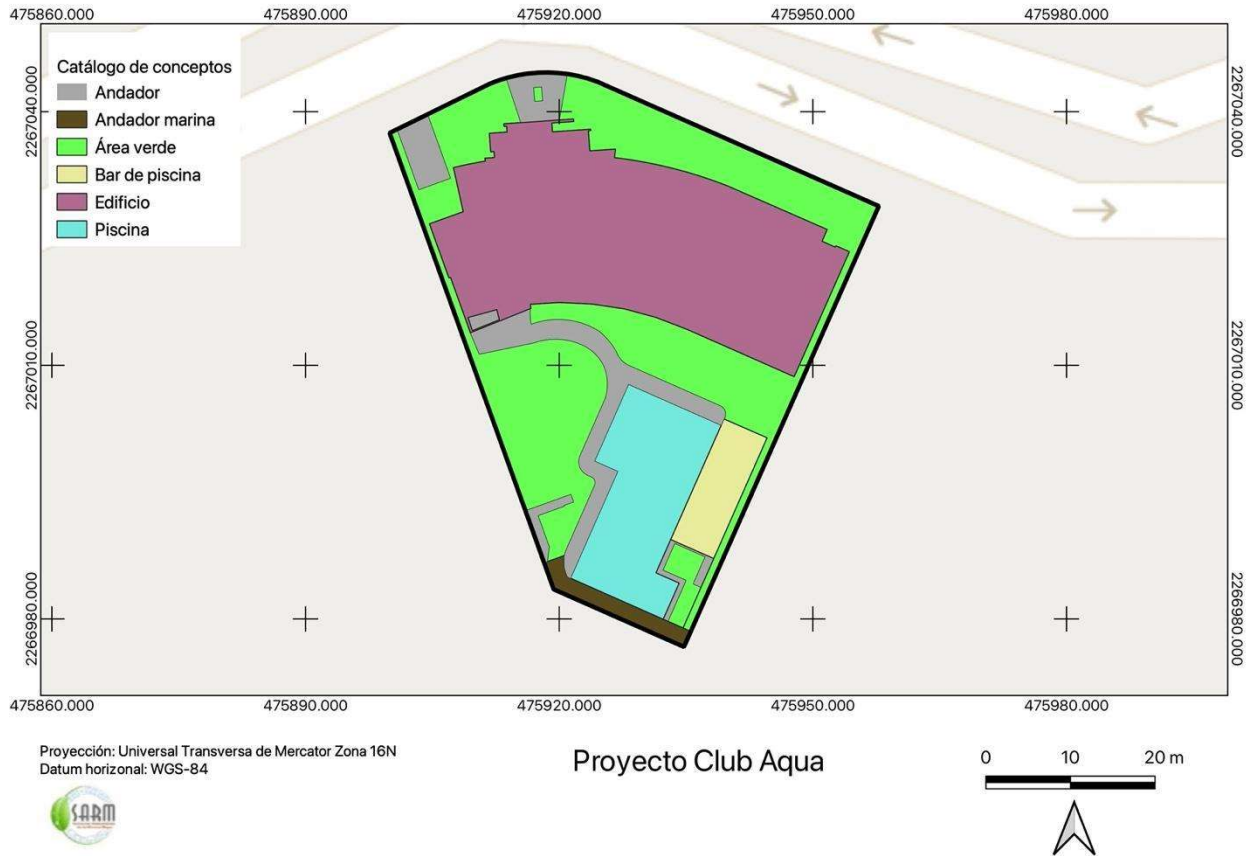 475860.000 475890.000 475920.000 475950.000 475980.000
2267040.000
2267010.000
2266980.000
Catálogo de conceptos
Andador
Andador marina
Área verde
Bar de piscina
Edificio
Piscina
2267040.000
2267010.000
2266980.000
475860.000 475890.000 475920.000 475950.000 475980.000
Proyección: Universal Transversa de Mercator Zona 16N
Datum horizonal: WGS-84
SARM
Proyecto Club Aqua
0 10 20 m